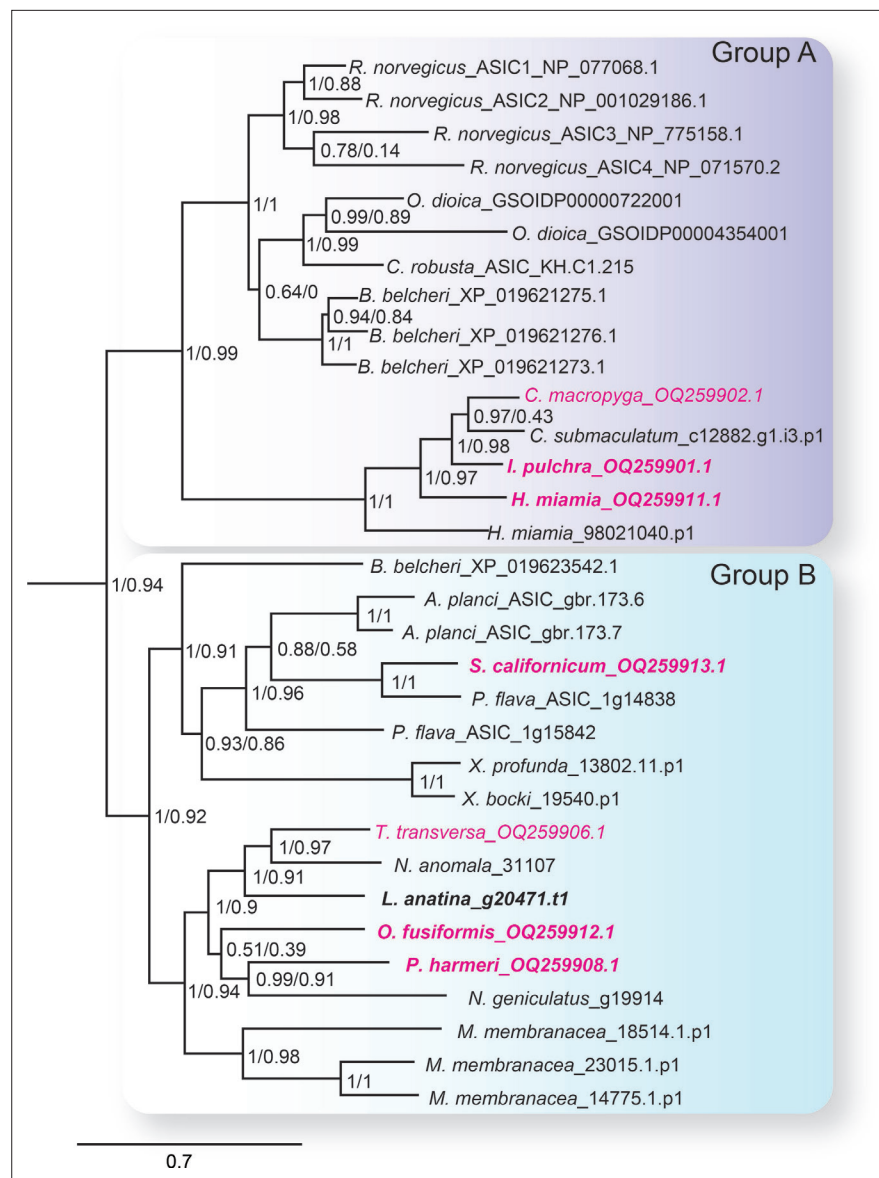 Group A
R. norvegicus_ASIC1_NP_077068.1
1/0.88
R. norvegicus_ASIC2_NP_001029186.1
1/0.98
R. norvegicus_ASIC3_NP_775158.1
0.78/0.14
R. norvegicus_ASIC4_NP_071570.2
O. dioica_GSOIDP00000722001
1/1
0.99/0.89
O. dioica_GSOIDP00004354001
1/0.99
C. robusta_ASIC_KH.C1.215
0.64/0
B. belcheri_XP_019621275.1
0.94/0.84
B. belcheri_XP_019621276.1
1/1
1/0.99
B. belcheri_XP_019621273.1
C. macropyga_OQ259902.1
0.97/0.43
C. submaculatum_c12882.g1.i3.p1
1/0.98
I. pulchra_OQ259901.1
1/0.97
H. miamia_OQ259911.1
1/1
H. miamia_98021040.p1
Group B
B. belcheri_XP_019623542.1
1/0.94
A. planci_ASIC_gbr.173.6
1/1
A. planci_ASIC_gbr.173.7
1/0.91
0.88/0.58
S. californicum_OQ259913.1
1/1
1/0.96
P. flava_ASIC_1g14838
P. flava_ASIC_1g15842
0.93/0.86
X. profunda_13802.11.p1
1/1
X. bocki_19540.p1
1/0.92
T. transversa_OQ259906.1
1/0.97
N. anomala_31107
1/0.91
L. anatina_g20471.t1
1/0.9
O. fusiformis_OQ259912.1
0.51/0.39
P. harmeri_OQ259908.1
0.99/0.91
1/0.94
N. geniculatus_g19914
M. membranacea_18514.1.p1
1/0.98
M. membranacea_23015.1.p1
1/1
M. membranacea_14775.1.p1
0.7